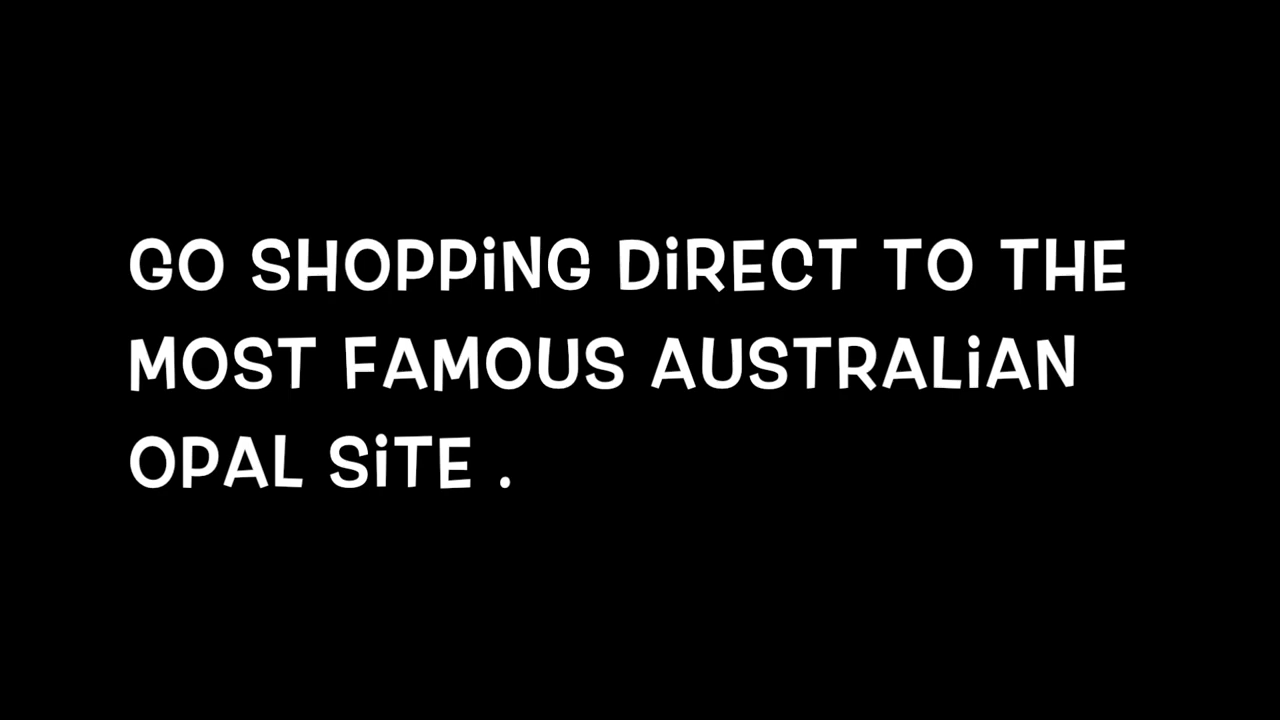 GO SHOPPiNG DiRECT TO THE
MOST FAMOUS AUSTRALiAN
OPAL SiTE .